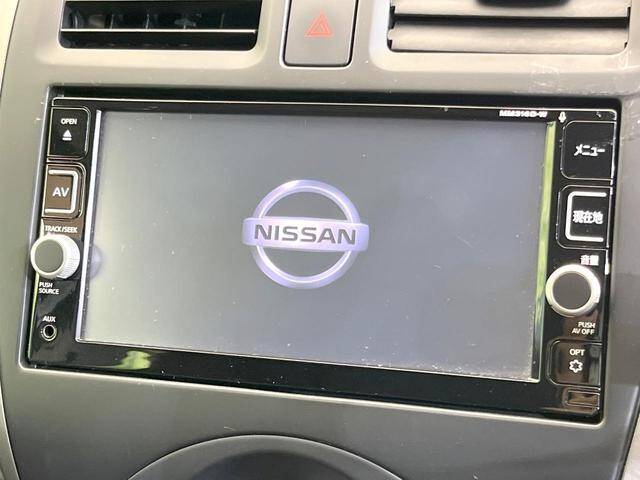 MM516D-W
OPEN
AV
TRACK/SEEK
PUSH
SOURCE
AUX
NISSAN
メニュー
現在地
音量
PUSH
AV OFF
OPT